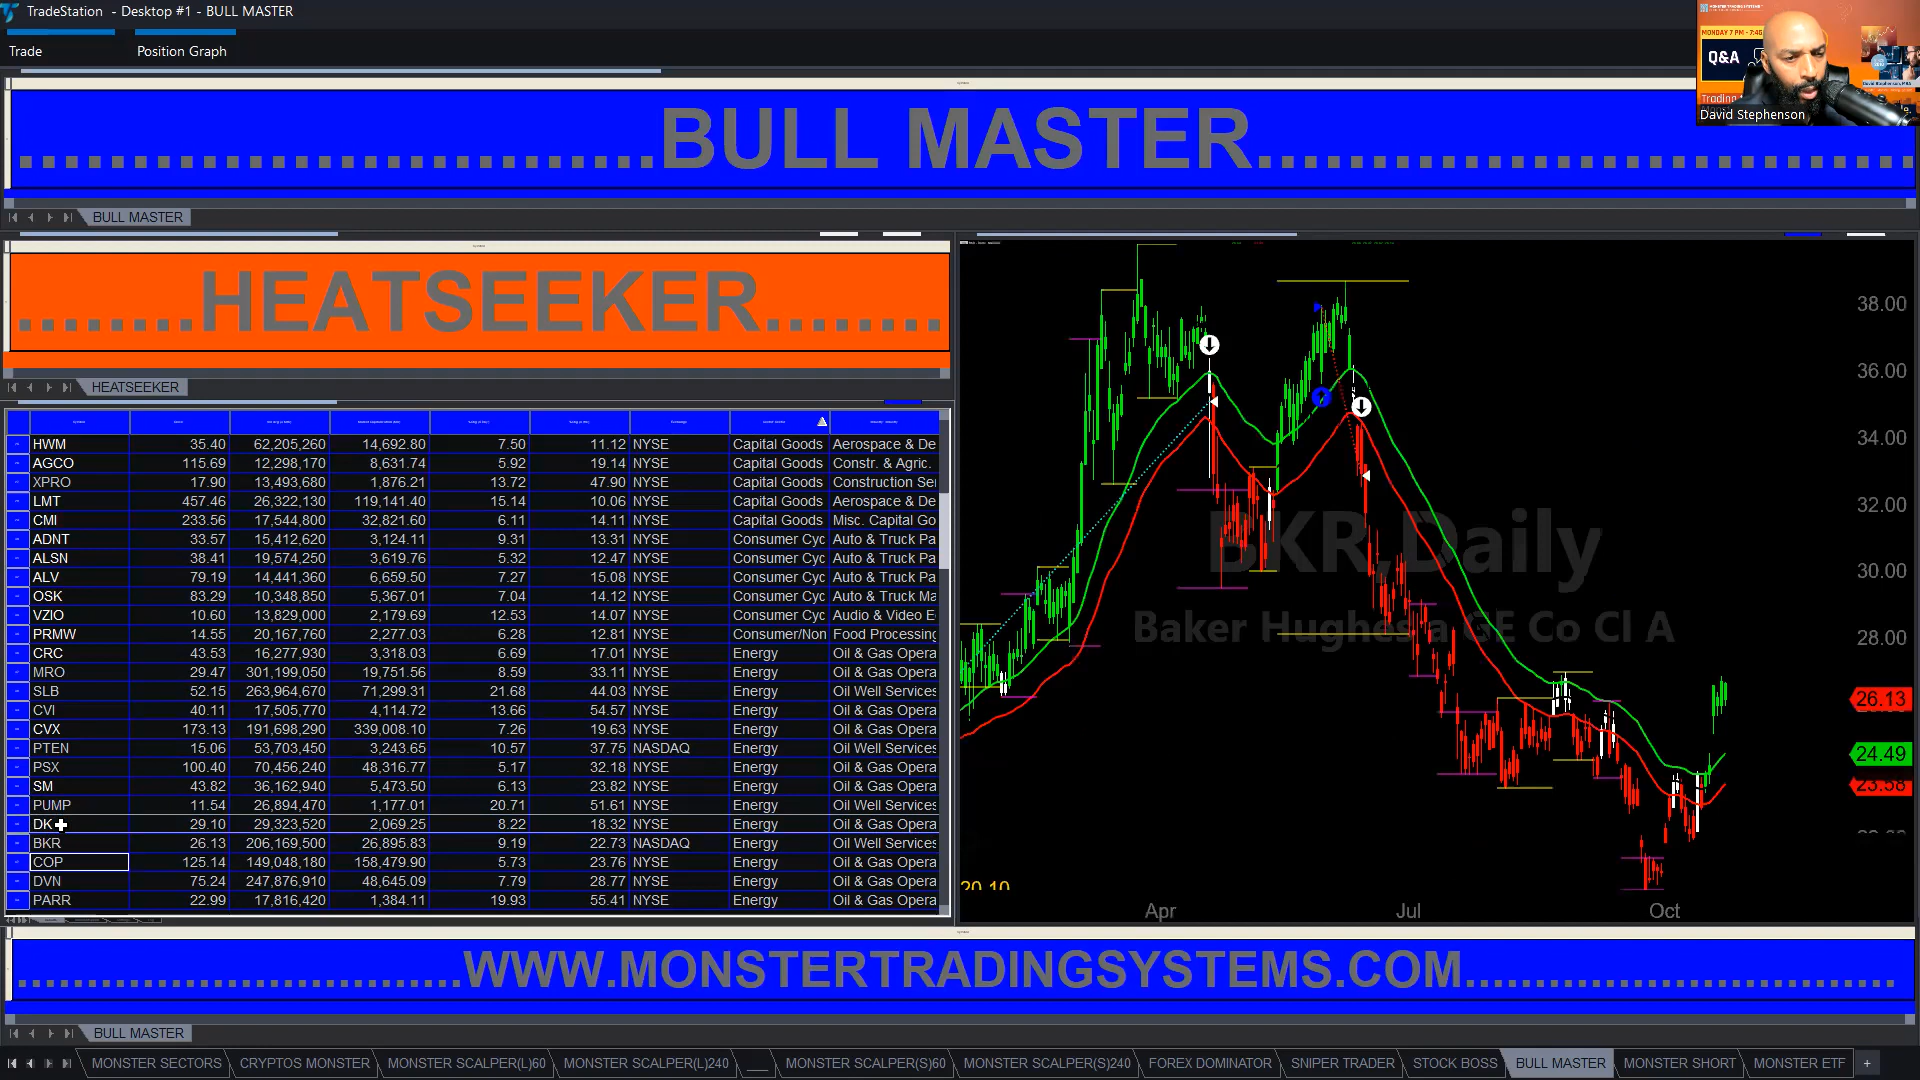 TradeStation - Desktop #1 - BULL MASTER
Trade
Position Graph
MONDAY 7 PM - 7:45
Q&A
Trading
David Stephenson
BULL MASTER
BULL MASTER
HEATSEEKER
HEATSEEKER
HWM 35.40 62,205,260 14,692.80 7.50 11.12 NYSE Capital Goods Aerospace & De
AGCO 115.69 12,298,170 8,631.74 5.92 19.14 NYSE Capital Goods Constr. & Agric.
XPRO 17.90 13,493,680 1,876.21 13.72 47.90 NYSE Capital Goods Construction Ser
LMT 457.46 26,322,130 119,141.40 15.14 10.06 NYSE Capital Goods Aerospace & De
CMI 233.56 17,544,800 32,821.60 6.11 14.11 NYSE Capital Goods Misc. Capital Go
ADNT 33.57 15,412,620 3,124.11 9.31 13.31 NYSE Consumer Cyc Auto & Truck Pa
ALSN 38.41 19,574,250 3,619.76 5.32 12.47 NYSE Consumer Cyc Auto & Truck Pa
ALV 79.19 14,441,360 6,659.50 7.27 15.08 NYSE Consumer Cyc Auto & Truck Pa
OSK 83.29 10,348,850 5,367.01 7.04 14.12 NYSE Consumer Cyc Auto & Truck Ma
VZIO 10.60 13,829,000 2,179.69 12.53 14.07 NYSE Consumer Cyc Audio & Video E
PRMW 14.55 20,167,760 2,277.03 6.28 12.81 NYSE Consumer/Non Food Processing
CRC 43.53 16,277,930 3,318.03 6.69 17.01 NYSE Energy Oil & Gas Opera
MRO 29.47 301,199,050 19,751.56 8.59 33.11 NYSE Energy Oil & Gas Opera
SLB 52.15 263,964,670 71,299.31 21.68 44.03 NYSE Energy Oil Well Services
CVI 40.11 17,505,770 4,114.72 13.66 54.57 NYSE Energy Oil & Gas Opera
CVX 173.13 191,698,290 339,008.10 7.26 19.63 NYSE Energy Oil & Gas Opera
PTEN 15.06 53,703,450 3,243.65 10.57 37.75 NASDAQ Energy Oil Well Services
PSX 100.40 70,456,240 48,316.77 5.17 32.18 NYSE Energy Oil & Gas Opera
SM 43.82 36,162,940 5,473.50 6.13 23.82 NYSE Energy Oil & Gas Opera
PUMP 11.54 26,894,470 1,177.01 20.71 51.61 NYSE Energy Oil Well Services
DK 29.10 29,323,520 2,069.25 8.22 18.32 NYSE Energy Oil & Gas Opera
BKR 26.13 206,169,500 26,895.83 9.19 22.73 NASDAQ Energy Oil Well Services
COP 125.14 149,048,180 158,479.90 5.73 23.76 NYSE Energy Oil & Gas Opera
DVN 75.24 247,876,910 48,645.09 7.79 28.77 NYSE Energy Oil & Gas Opera
PARR 22.99 17,816,420 1,384.11 19.93 55.41 NYSE Energy Oil & Gas Opera
BKR,Daily
Baker Hughes a GE Co Cl A
38.00
36.00
34.00
32.00
30.00
28.00
26.13
24.49
23.58
20.10
Apr Jul Oct
WWW.MONSTERTRADINGSYSTEMS.COM
BULL MASTER
MONSTER SECTORS CRYPTOS MONSTER MONSTER SCALPER(L)60 MONSTER SCALPER(L)240 ___ MONSTER SCALPER(S)60 MONSTER SCALPER(S)240 FOREX DOMINATOR SNIPER TRADER STOCK BOSS BULL MASTER MONSTER SHORT MONSTER ETF +